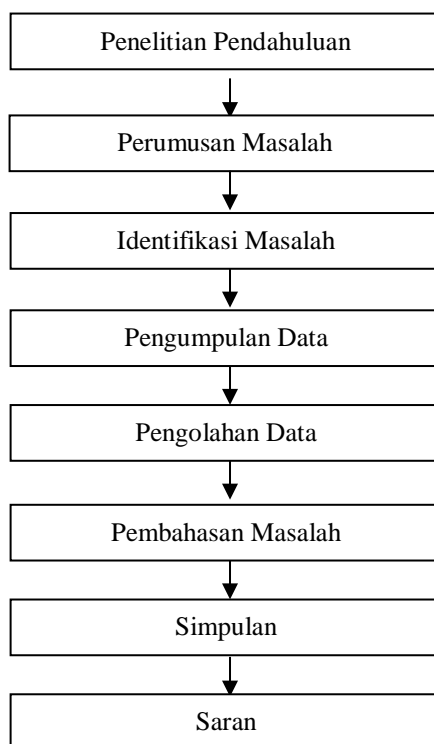 Penelitian Pendahuluan
Perumusan Masalah
Identifikasi Masalah
Pengumpulan Data
Pengolahan Data
Pembahasan Masalah
Simpulan
Saran